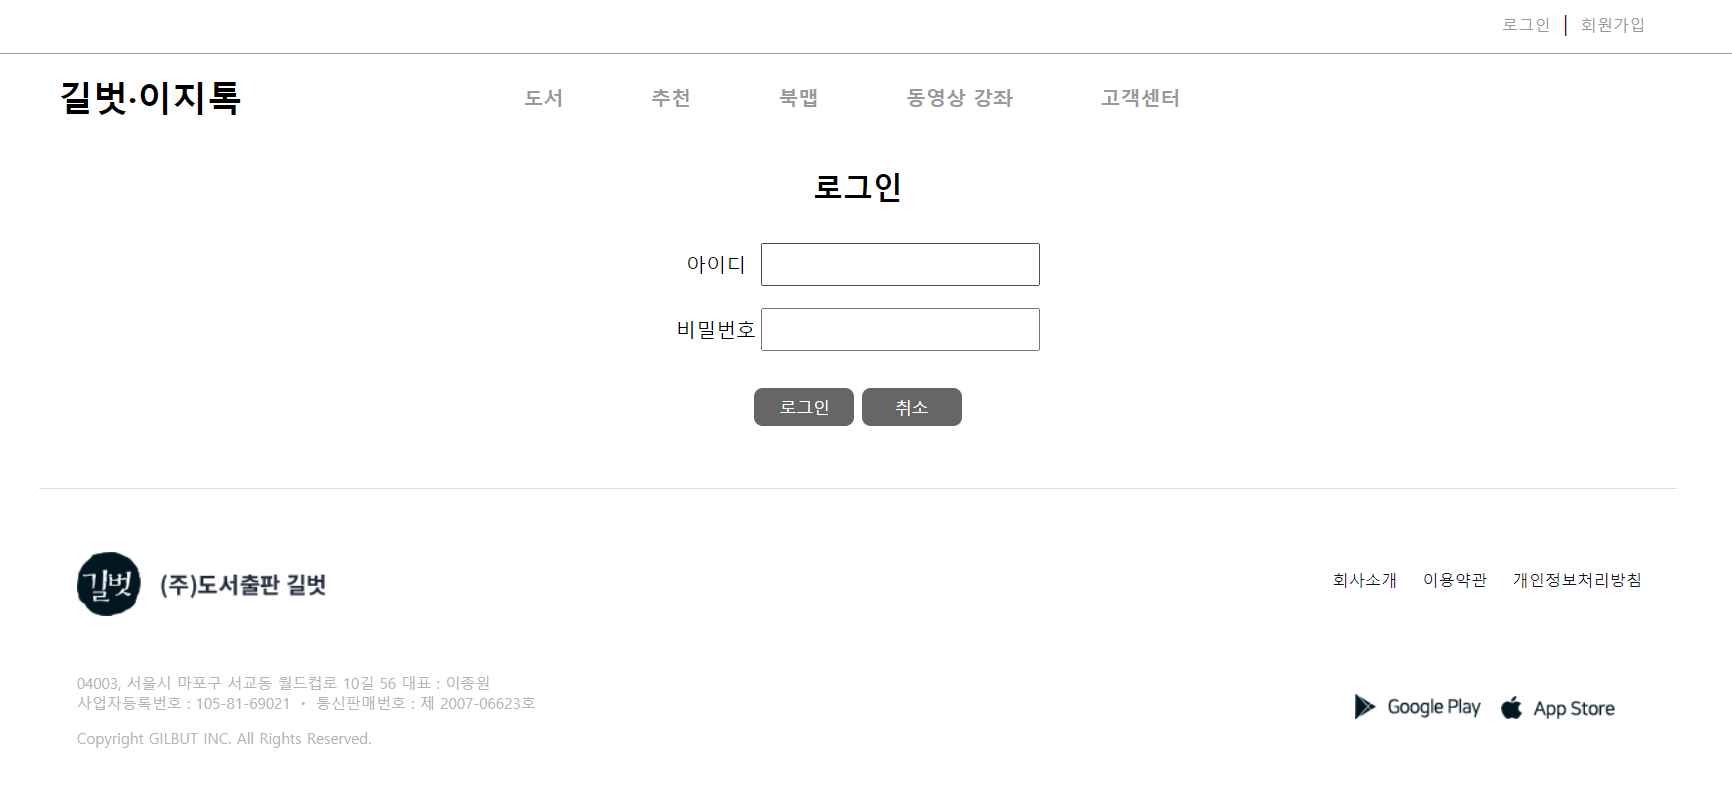 로그인 | 회원가입
길벗·이지톡 도서 추천 북맵 동영상 강좌 고객센터
로그인
아이디
비밀번호
로그인 취소
길벗 (주)도서출판 길벗
회사소개 이용약관 개인정보처리방침
04003, 서울시 마포구 서교동 월드컵로 10길 56 대표 : 이종원
사업자등록번호 : 105-81-69021 · 통신판매번호 : 제 2007-06623호
Google Play App Store
Copyright GILBUT INC. All Rights Reserved.